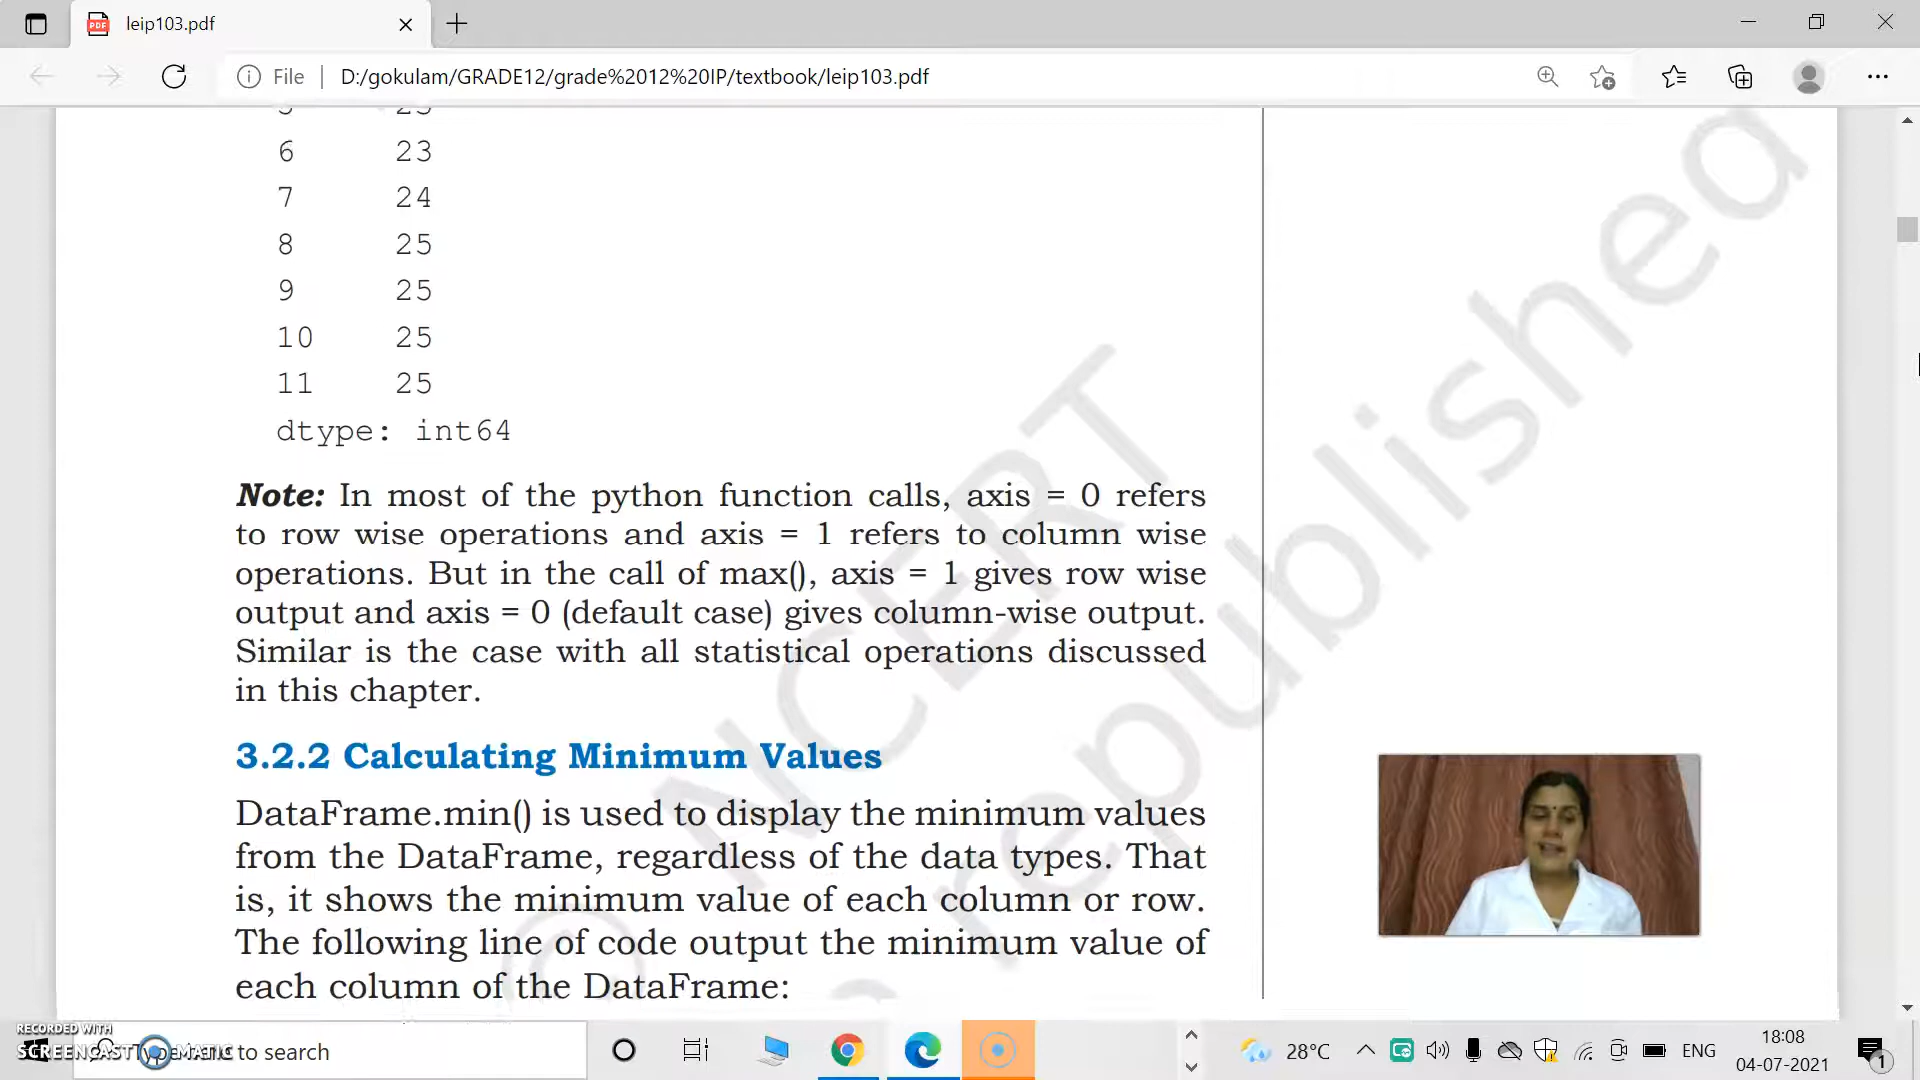 leip103.pdf
File D:/gokulam/GRADE12/grade%2012%20IP/textbook/leip103.pdf
6 23
7 24
8 25
9 25
10 25
11 25
dtype: int64
Note: In most of the python function calls, axis = 0 refers
to row wise operations and axis = 1 refers to column wise
operations. But in the call of max(), axis = 1 gives row wise
output and axis = 0 (default case) gives column-wise output.
Similar is the case with all statistical operations discussed
in this chapter.
3.2.2 Calculating Minimum Values
DataFrame.min() is used to display the minimum values
from the DataFrame, regardless of the data types. That
is, it shows the minimum value of each column or row.
The following line of code output the minimum value of
each column of the DataFrame:
© NCERT
republished
RECORDED WITH
SCREENCAST MATIC
to search
28°C
ENG
18:08
04-07-2021
1